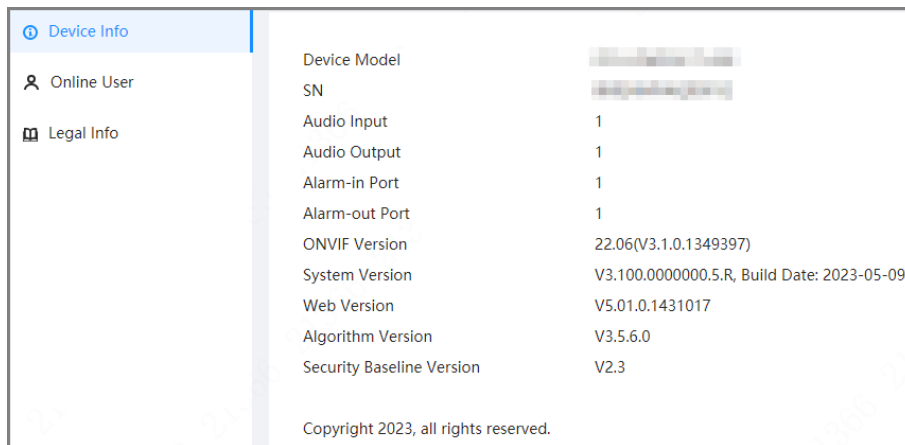 Device Info
Online User
Legal Info
Device Model
SN
Audio Input 1
Audio Output 1
Alarm-in Port 1
Alarm-out Port 1
ONVIF Version 22.06(V3.1.0.1349397)
System Version V3.100.0000000.5.R, Build Date: 2023-05-09
Web Version V5.01.0.1431017
Algorithm Version V3.5.6.0
Security Baseline Version V2.3
Copyright 2023, all rights reserved.